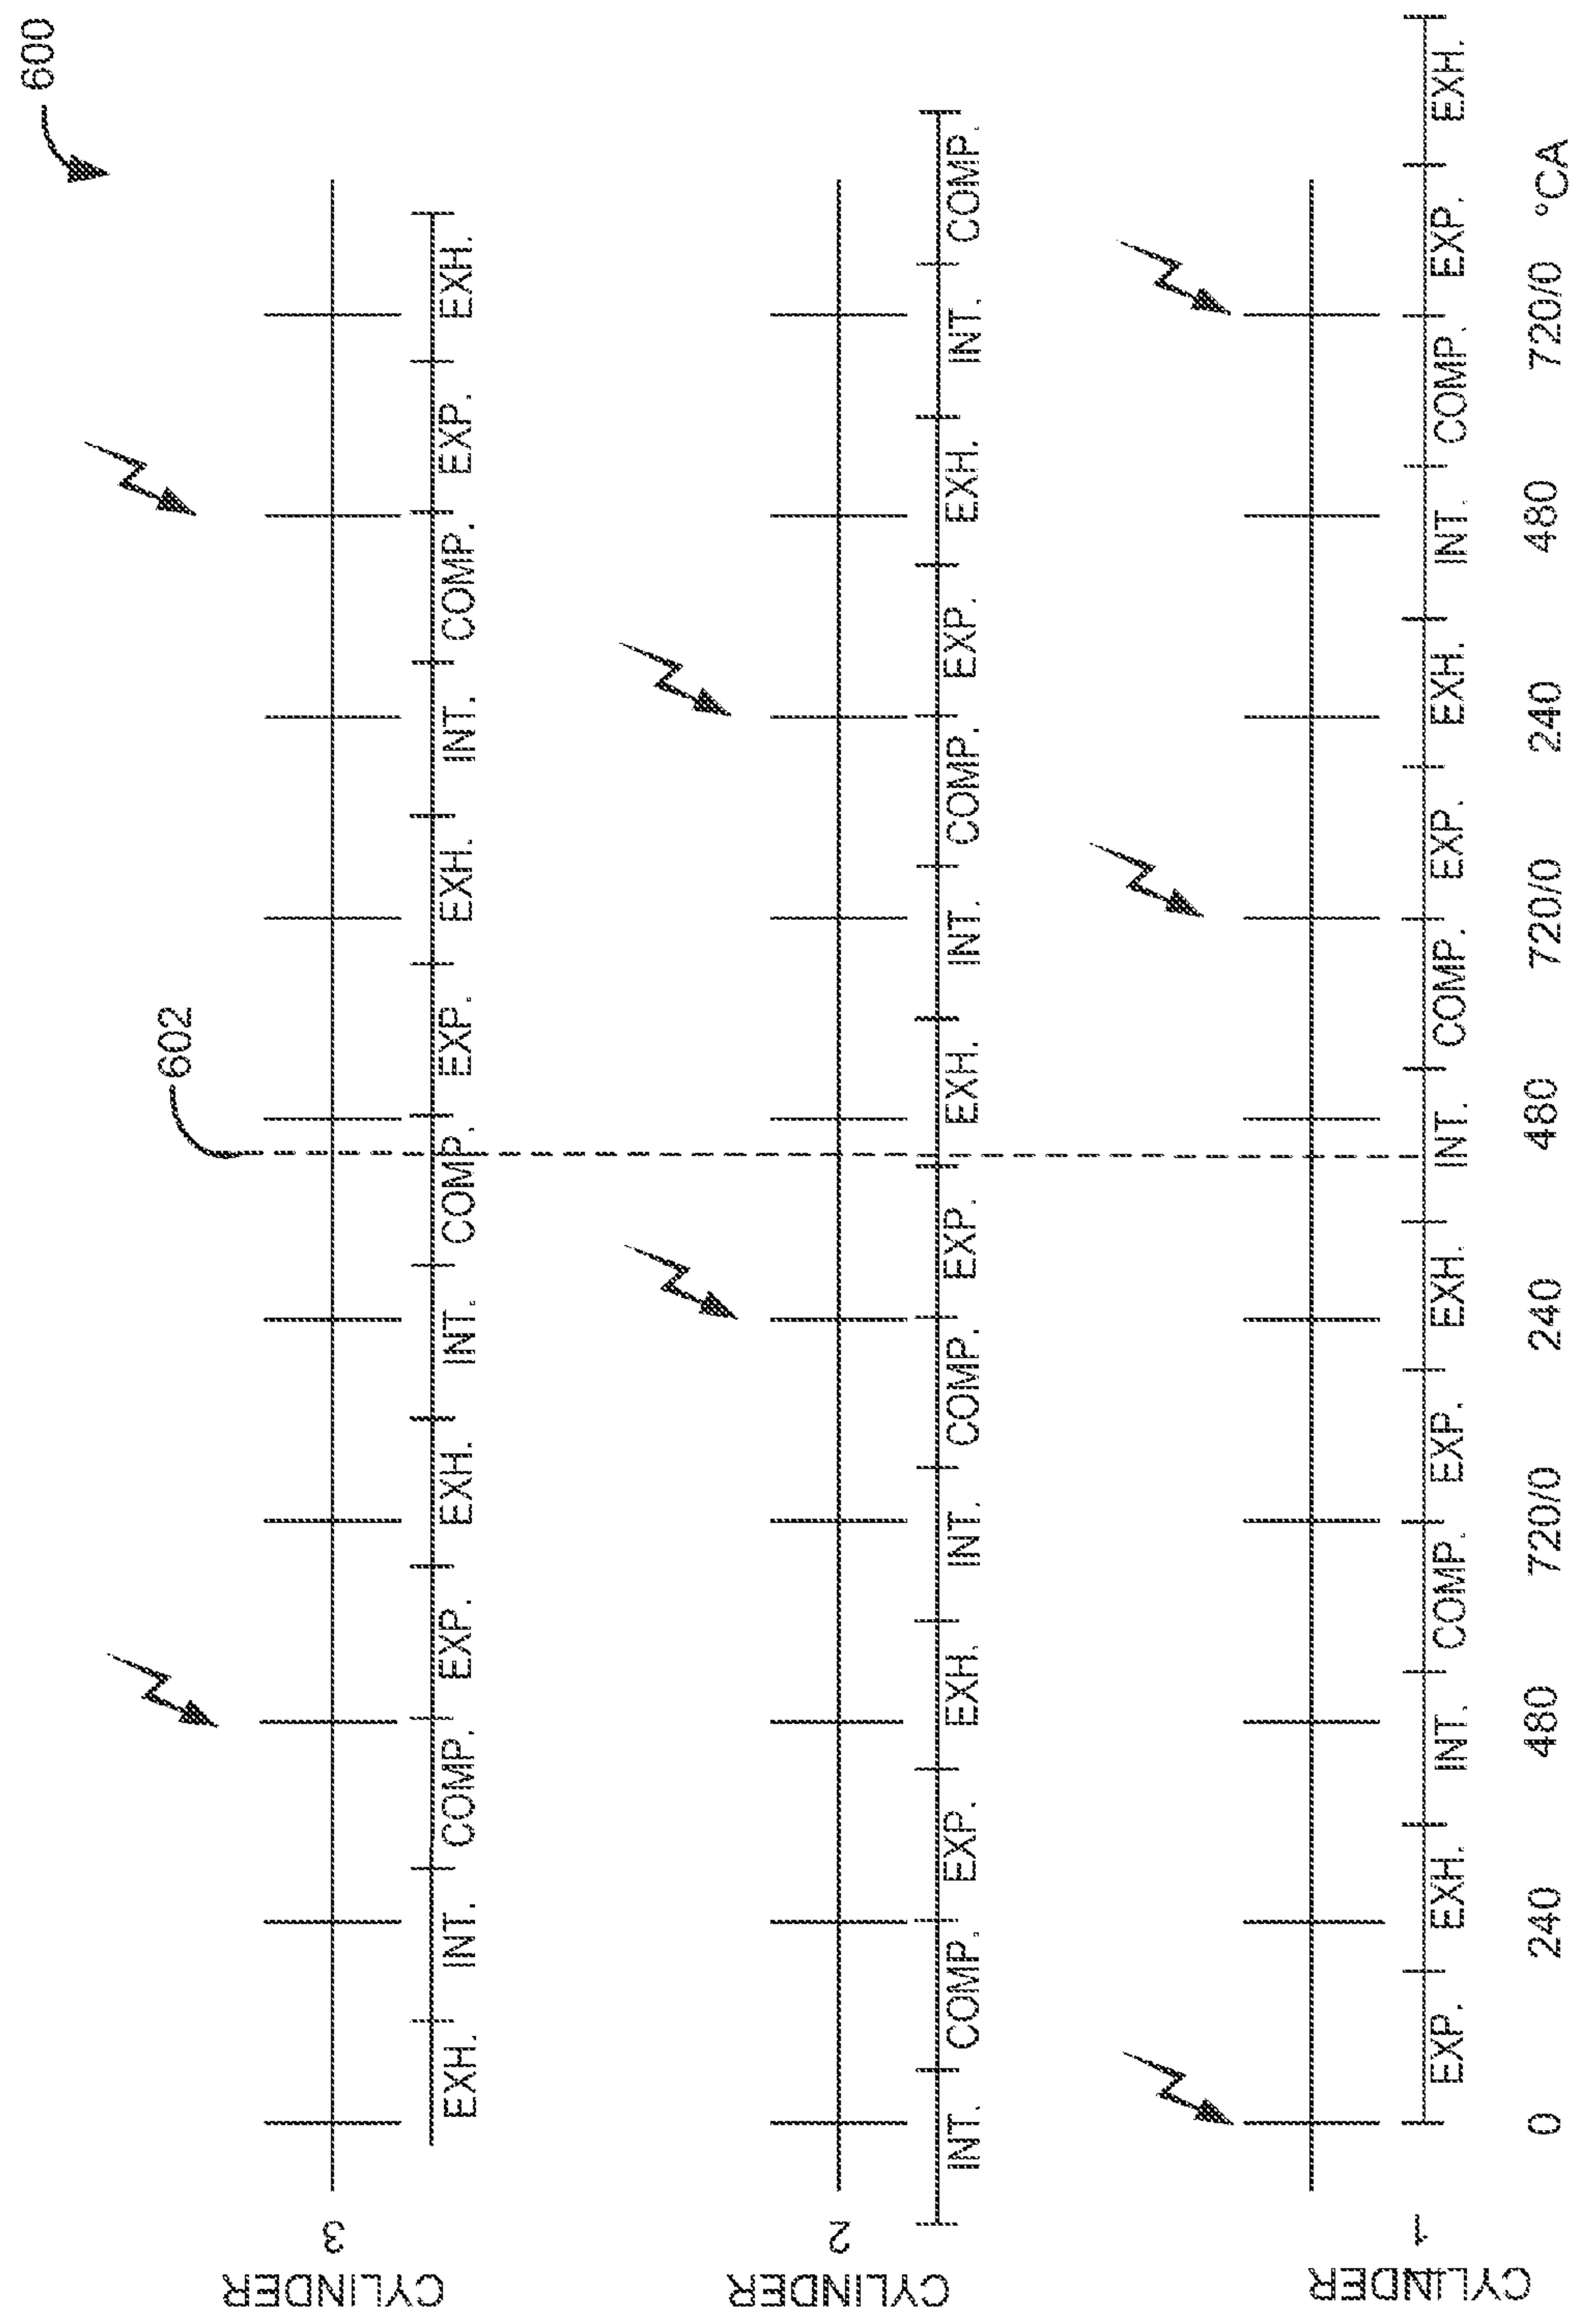 600
602
CYLINDER
3
EXH. INT. COMP. EXP. EXH. INT. COMP. EXP. EXH. INT. COMP. EXP. EXH.
CYLINDER
2
INT. COMP. EXP. EXH. INT. COMP. EXP. EXH. INT. COMP. EXP. EXH. INT. COMP.
CYLINDER
1
EXP. EXH. INT. COMP. EXP. EXH. INT. COMP. EXP. EXH. INT. COMP. EXP. EXH.
0 240 480 720/0 240 480 720/0 240 480 720/0 °CA